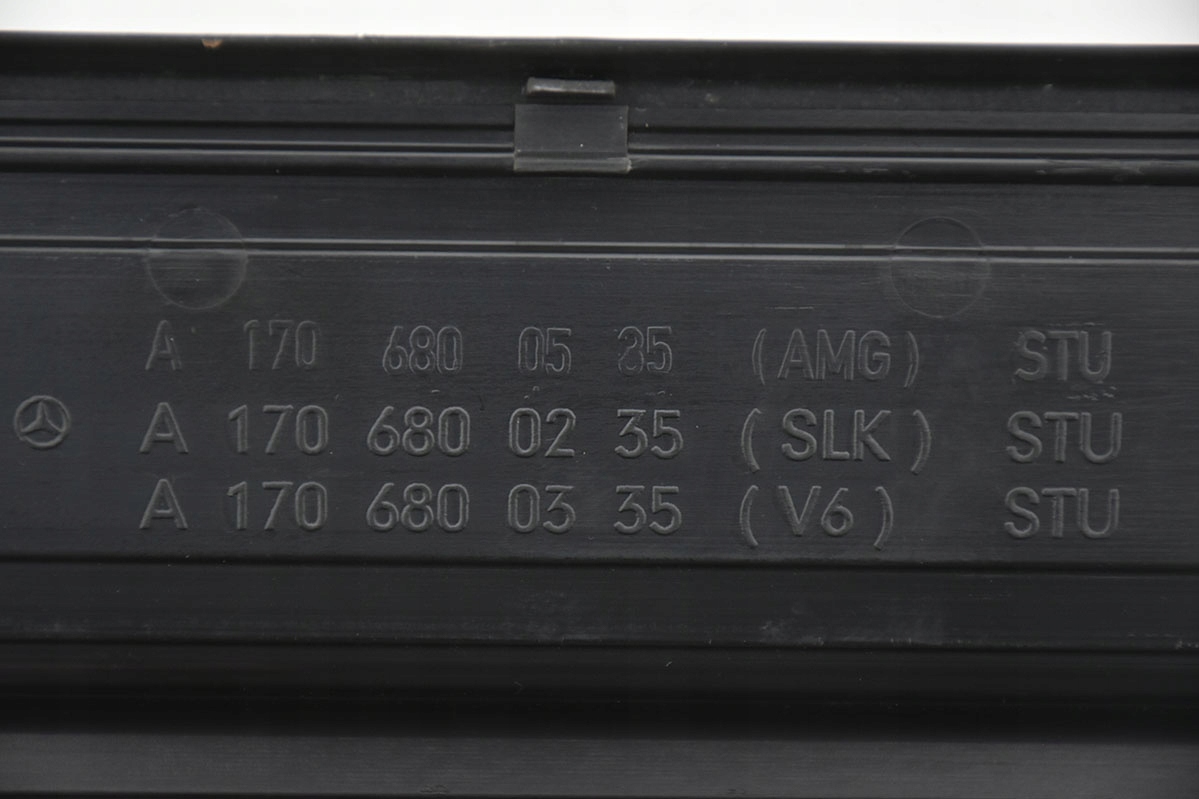 A 170 680 05 35 (AMG) STU
A 170 680 02 35 (SLK) STU
A 170 680 03 35 (V6) STU